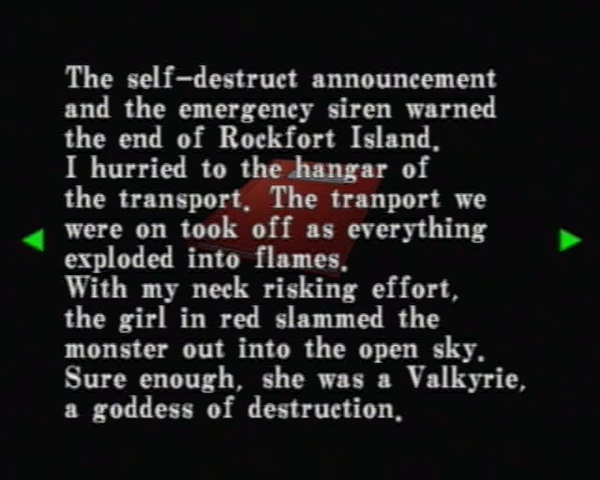 The self-destruct announcement
and the emergency siren warned
the end of Rockfort Island.
I hurried to the hangar of
the transport. The tranport we
were on took off as everything
exploded into flames.
With my neck risking effort,
the girl in red slammed the
monster out into the open sky.
Sure enough, she was a Valkyrie,
a goddess of destruction.